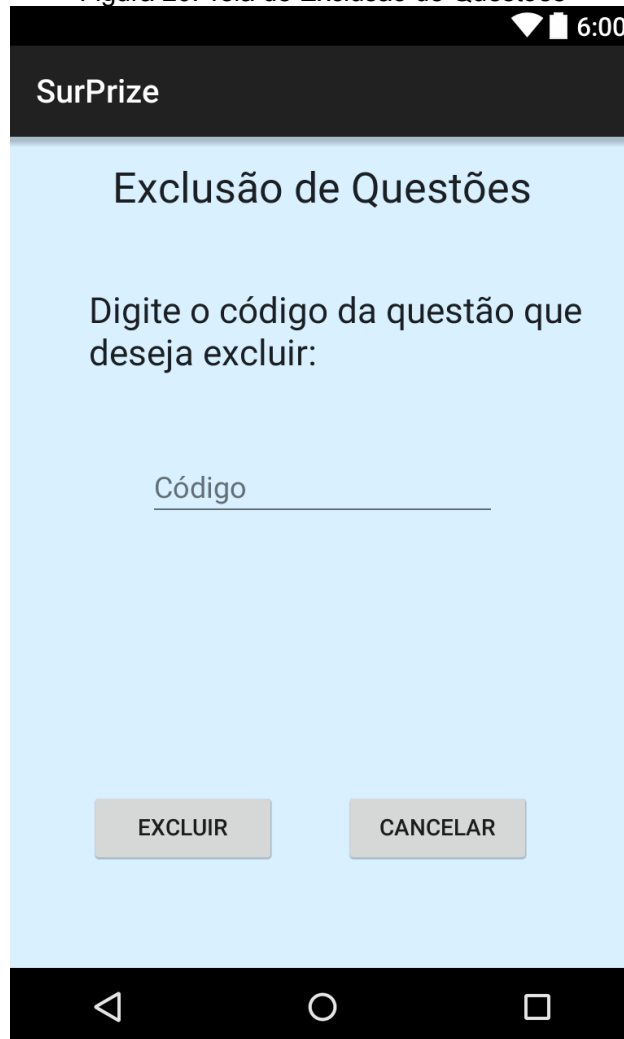 6:00
SurPrize
Exclusão de Questões
Digite o código da questão que
deseja excluir:
Código
EXCLUIR
CANCELAR